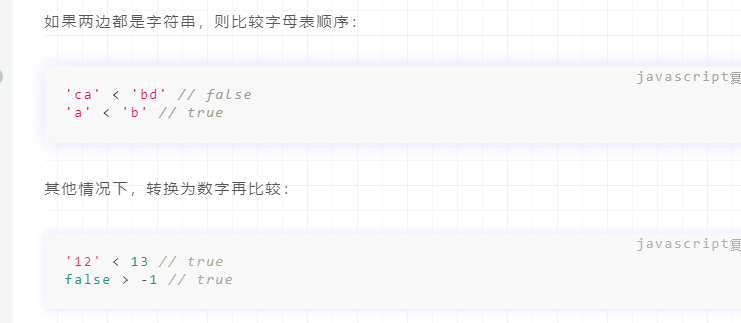 如果两边都是字符串，则比较字母表顺序：
javascript复
'ca' < 'bd' // false
'a' < 'b' // true
其他情况下，转换为数字再比较：
javascript复
'12' < 13 // true
false > -1 // true